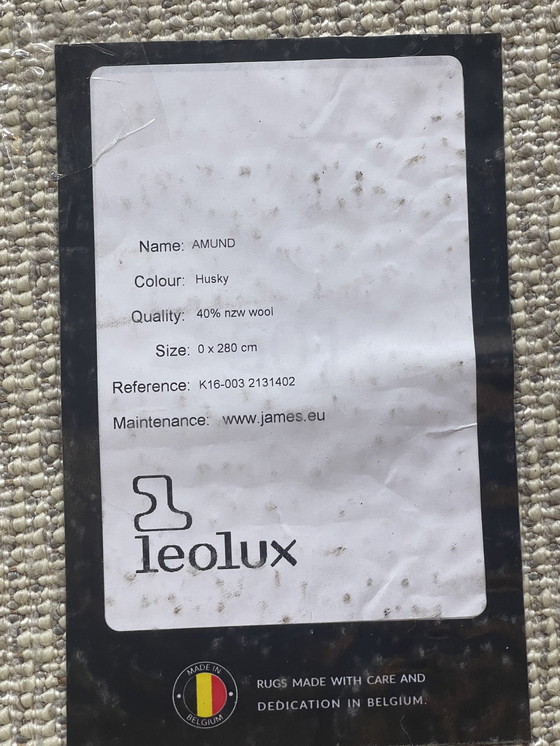 Name: AMUND
Colour: Husky
Quality: 40% nzw wool
Size: 0 x 280 cm
Reference: K16-003 2131402
Maintenance: www.james.eu
leolux
MADE IN
BELGIUM
RUGS MADE WITH CARE AND
DEDICATION IN BELGIUM.